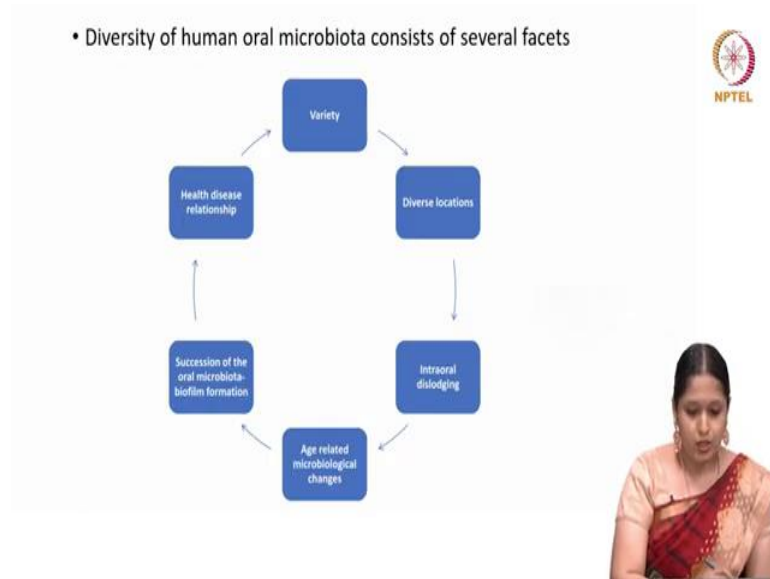 • Diversity of human oral microbiota consists of several facets
NPTEL
Variety
Diverse locations
Intraoral
dislodging
Age related
microbiological
changes
Succession of the
oral microbiota-
biofilm formation
Health disease
relationship